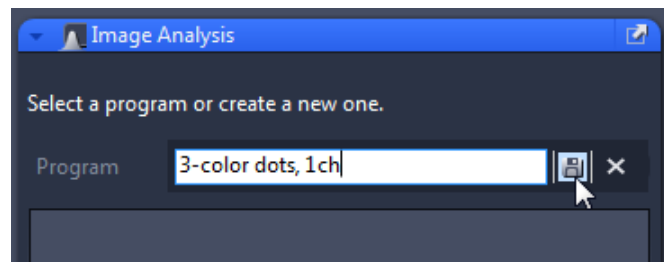 Image Analysis
Select a program or create a new one.
Program 3-color dots, 1ch